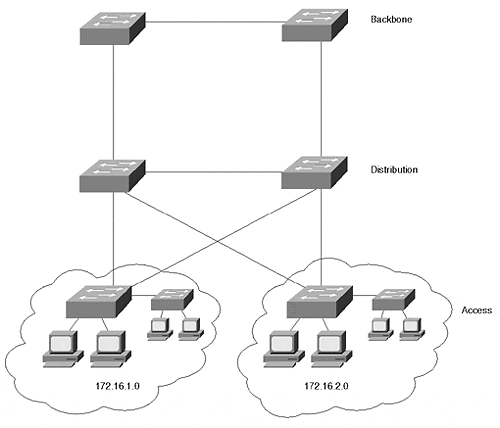 Backbone
Distribution
Access
172.16.1.0
172.16.2.0